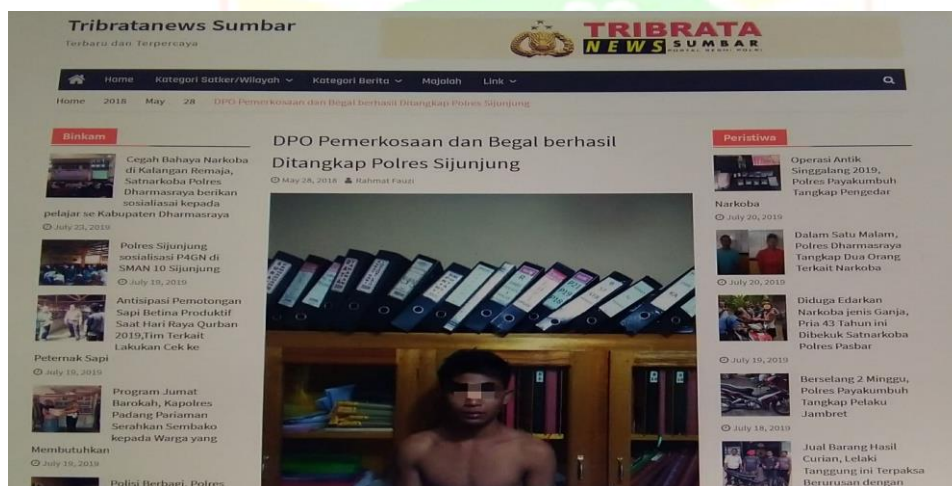 Tribratanews Sumbar
Terbaru dan Terpercaya
TRIBRATA
NEWS SUMBAR
PORTAL BERITA POLRI
Home
Kategori Satker/Wilayah
Kategori Berita
Majalah
Link
Home 2018 May 28 DPO Pemerkosaan dan Begal berhasil Ditangkap Polres Sijunjung
Binkam
Cegah Bahaya Narkoba
di Kalangan Remaja,
Satnarkoba Polres
Dharmasraya berikan
sosialiasai kepada
pelajar se Kabupaten Dharmasraya
July 23, 2019
Polres Sijunjung
sosialisasi P4GN di
SMAN 10 Sijunjung
July 19, 2019
Antisipasi Pemotongan
Sapi Betina Produktif
Saat Hari Raya Qurban
2019,Tim Terkait
Lakukan Cek ke
Peternak Sapi
July 19, 2019
Program Jumat
Barokah, Kapolres
Padang Pariaman
Serahkan Sembako
kepada Warga yang
Membutuhkan
July 19, 2019
Polisi Berbagi, Polres
DPO Pemerkosaan dan Begal berhasil
Ditangkap Polres Sijunjung
May 28, 2018 Rahmat Fauzi
Peristiwa
Operasi Antik
Singgalang 2019,
Polres Payakumbuh
Tangkap Pengedar
Narkoba
July 20, 2019
Dalam Satu Malam,
Polres Dharmasraya
Tangkap Dua Orang
Terkait Narkoba
July 20, 2019
Diduga Edarkan
Narkoba jenis Ganja,
Pria 43 Tahun ini
Dibekuk Satnarkoba
Polres Pasbar
July 19, 2019
Berselang 2 Minggu,
Polres Payakumbuh
Tangkap Pelaku
Jambret
July 18, 2019
Jual Barang Hasil
Curian, Lelaki
Tanggung ini Terpaksa
Berurusan dengan